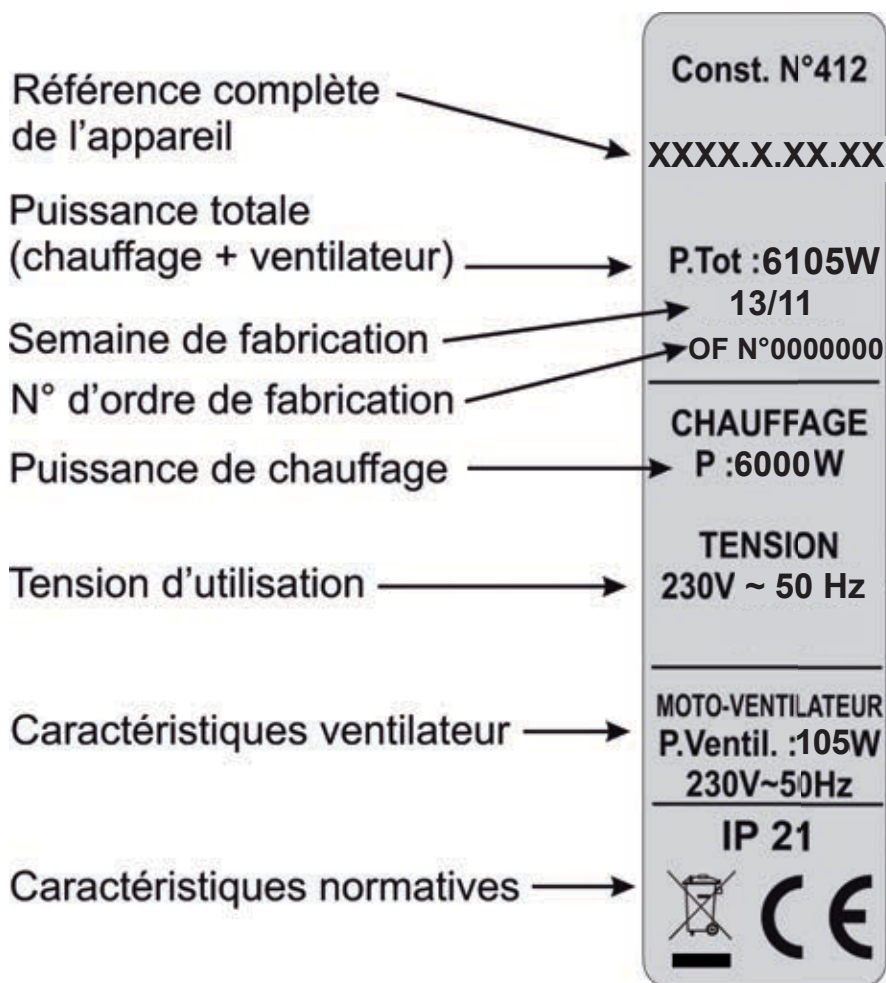 Const. N°412
Référence complète
de l'appareil
XXXX.X.XX.XX
Puissance totale
(chauffage + ventilateur)
P.Tot :6105W
13/11
Semaine de fabrication
OF N°0000000
N° d'ordre de fabrication
CHAUFFAGE
Puissance de chauffage
P :6000W
TENSION
Tension d'utilisation
230V ~ 50 Hz
MOTO-VENTILATEUR
Caractéristiques ventilateur
P.Ventil. :105W
230V~50Hz
IP 21
Caractéristiques normatives
CE